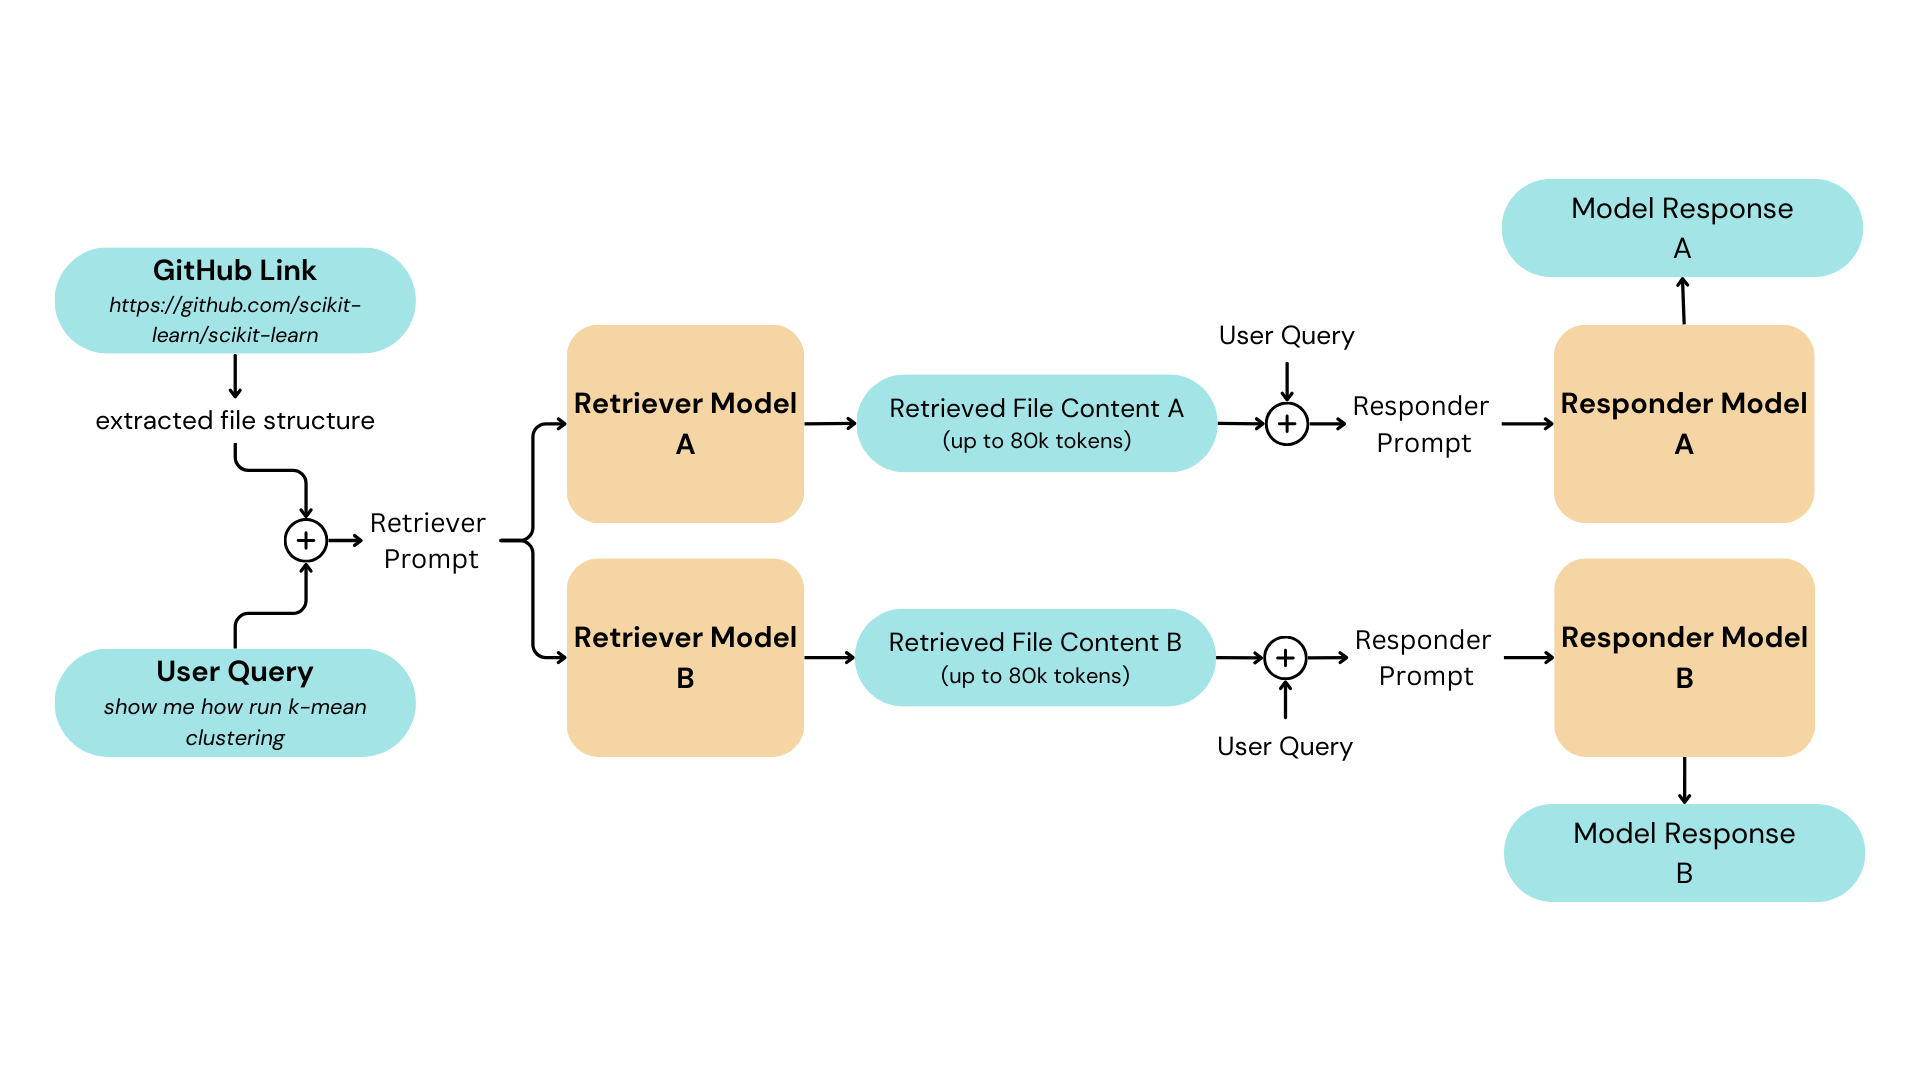 GitHub Link
https://github.com/scikit-
learn/scikit-learn
extracted file structure
+
User Query
show me how run k-mean
clustering
Retriever
Prompt
Retriever Model
A
Retrieved File Content A
(up to 80k tokens)
User Query
+
Responder
Prompt
Responder Model
A
Model Response
A
Retriever Model
B
Retrieved File Content B
(up to 80k tokens)
+
User Query
Responder
Prompt
Responder Model
B
Model Response
B